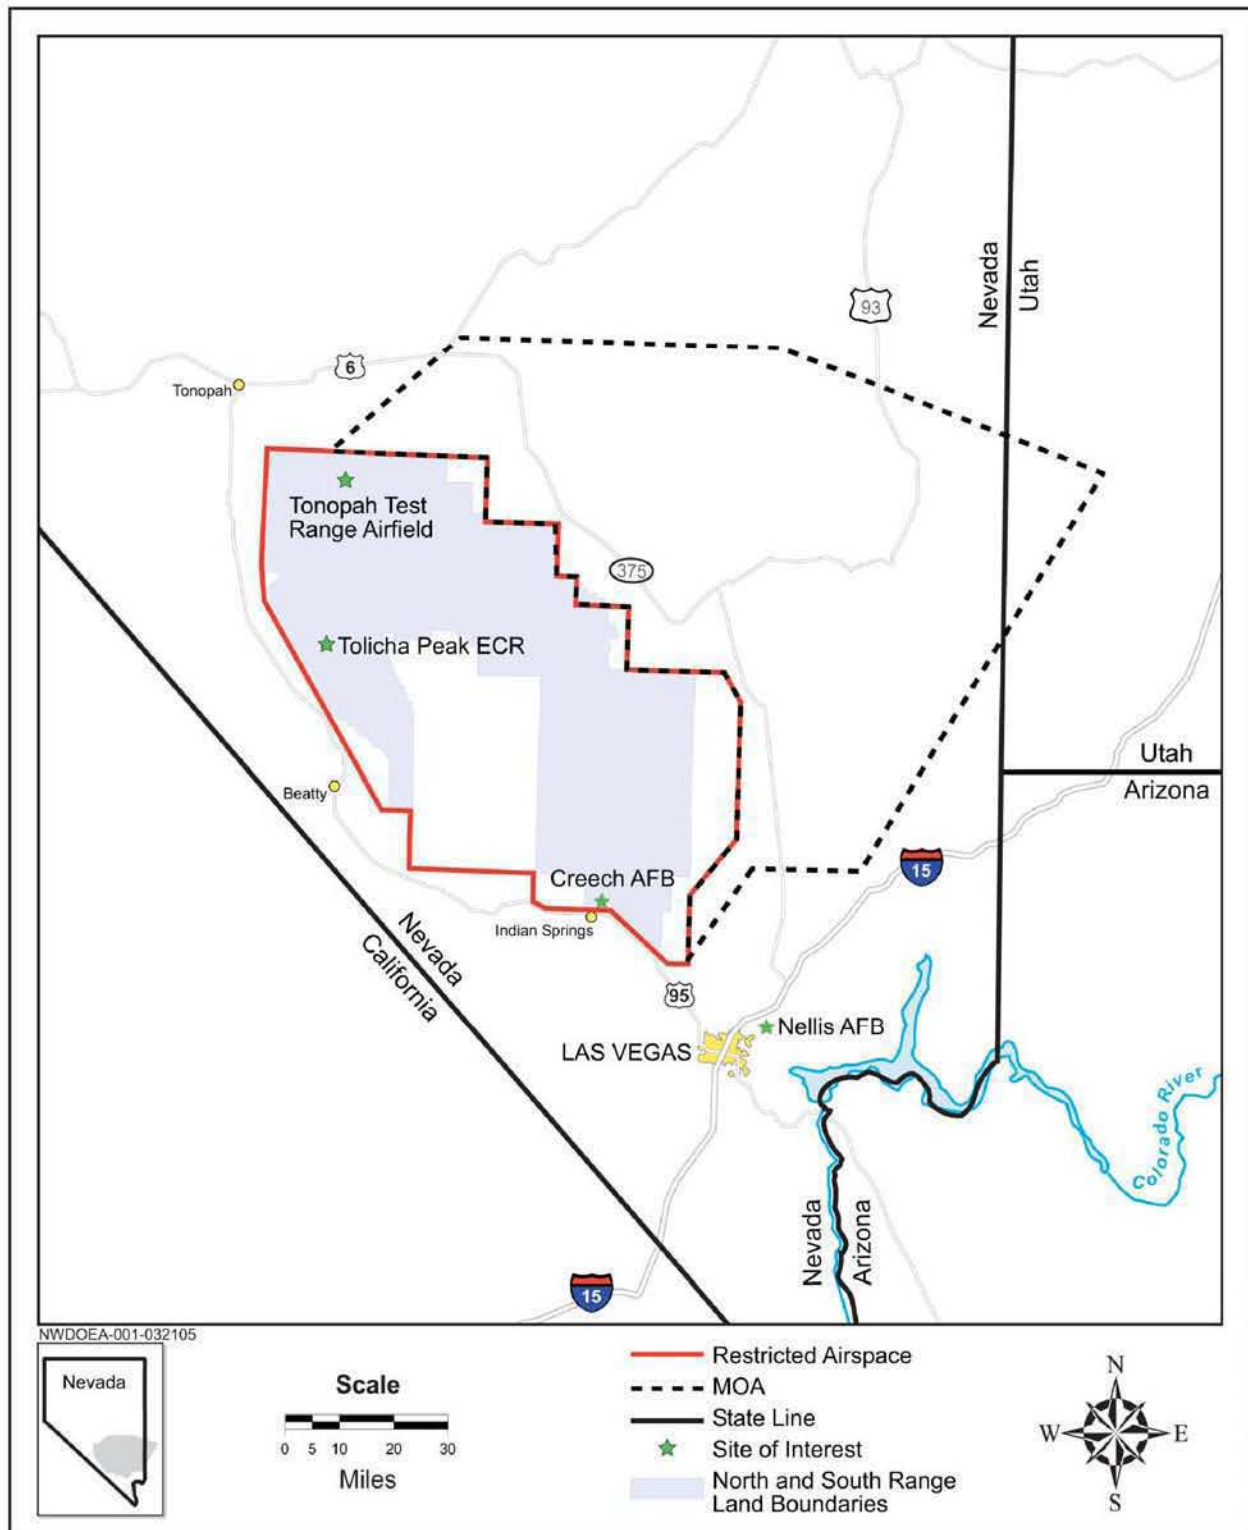 Nevada
Utah
93
6
Tonopah
Tonopah Test
Range Airfield
375
Tolicha Peak ECR
Utah
Arizona
Beatty
15
Creech AFB
Indian Springs
Nevada
California
95
Nellis AFB
LAS VEGAS
Colorado River
Nevada
Arizona
15
NWDOEA-001-032105
Nevada
Scale
0 5 10 20 30
Miles
Restricted Airspace
MOA
State Line
Site of Interest
North and South Range
Land Boundaries
N
W E
S